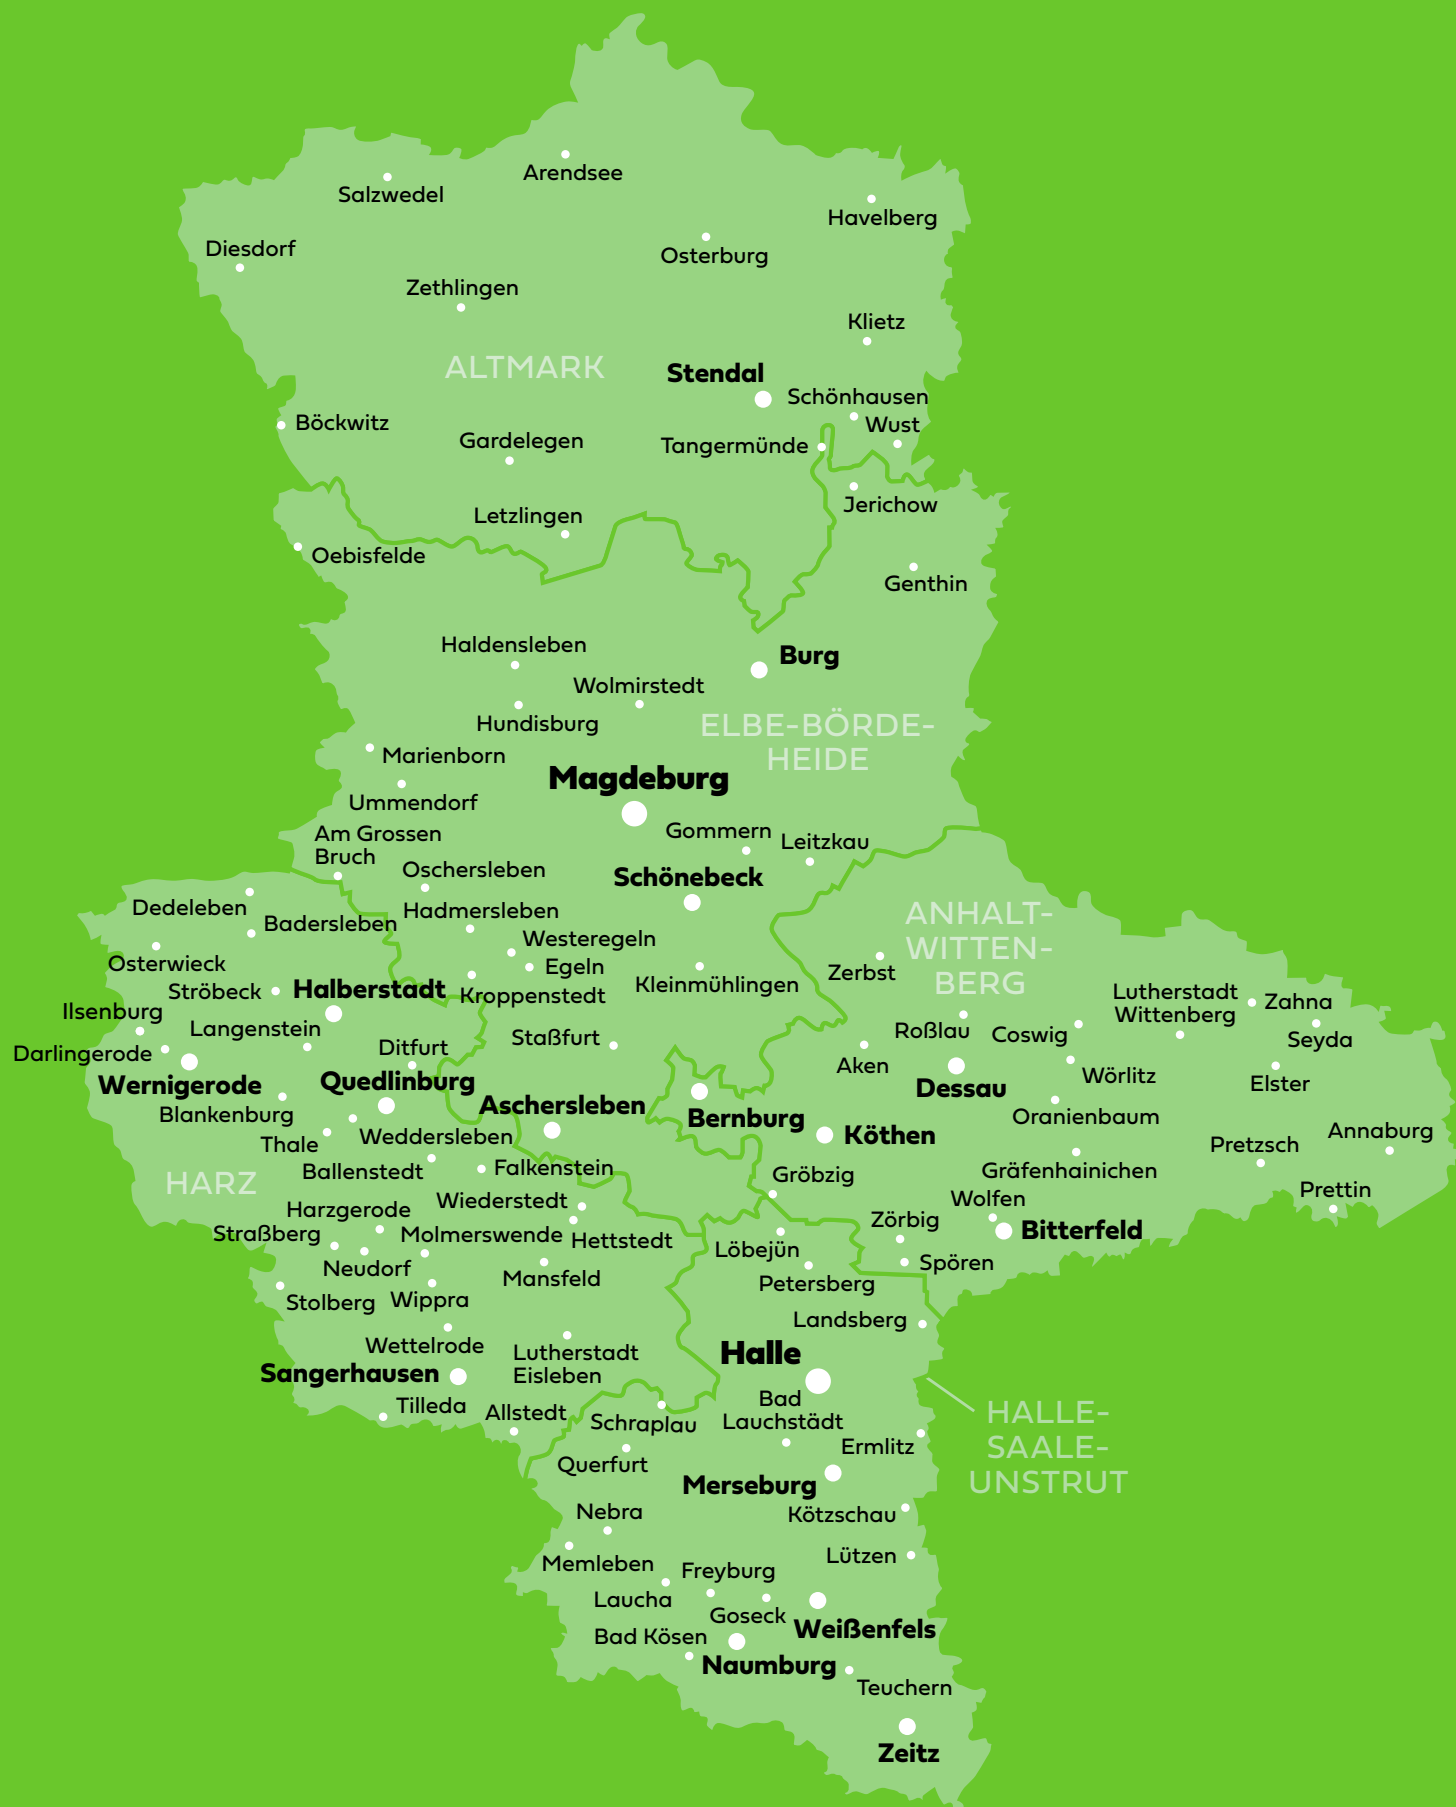 Arendsee
Salzwedel
Havelberg
Diesdorf
Osterburg
Zethlingen
Klietz
ALTMARK
Stendal
Schönhausen
Wust
Böckwitz
Gardelegen
Tangermünde
Jerichow
Letzlingen
Oebisfelde
Genthin
Haldensleben
Burg
Wolmirstedt
Hundisburg
ELBE-BÖRDE-
HEIDE
Marienborn
Magdeburg
Ummendorf
Am Grossen
Bruch
Gommern
Leitzkau
Oschersleben
Schönebeck
Dedeleben
Badersleben
Hadmersleben
ANHALT-
WITTEN-
BERG
Westeregeln
Egeln
Osterwieck
Zerbst
Kleinmühlingen
Ströbeck
Halberstadt
Kroppenstedt
Lutherstadt
Wittenberg
Zahna
Ilsenburg
Langenstein
Staßfurt
Roßlau
Coswig
Seyda
Darlingerode
Ditfurt
Aken
Wernigerode
Quedlinburg
Dessau
Wörlitz
Elster
Blankenburg
Aschersleben
Bernburg
Oranienbaum
Köthen
Thale
Weddersleben
Annaburg
Pretzsch
Ballenstedt
Falkenstein
Gröbzig
Gräfenhainichen
HARZ
Prettin
Wiederstedt
Wolfen
Harzgerode
Zörbig
Bitterfeld
Straßberg
Molmerswende
Hettstedt
Löbejün
Neudorf
Spören
Mansfeld
Petersberg
Stolberg
Wippra
Landsberg
Wettelrode
Lutherstadt
Eisleben
Halle
Sangerhausen
Tilleda
Allstedt
Schraplau
Bad
Lauchstädt
HALLE-
SAALE-
UNSTRUT
Ermlitz
Querfurt
Merseburg
Nebra
Kötzschau
Memleben
Freyburg
Lützen
Laucha
Goseck
Weißenfels
Bad Kösen
Naumburg
Teuchern
Zeitz